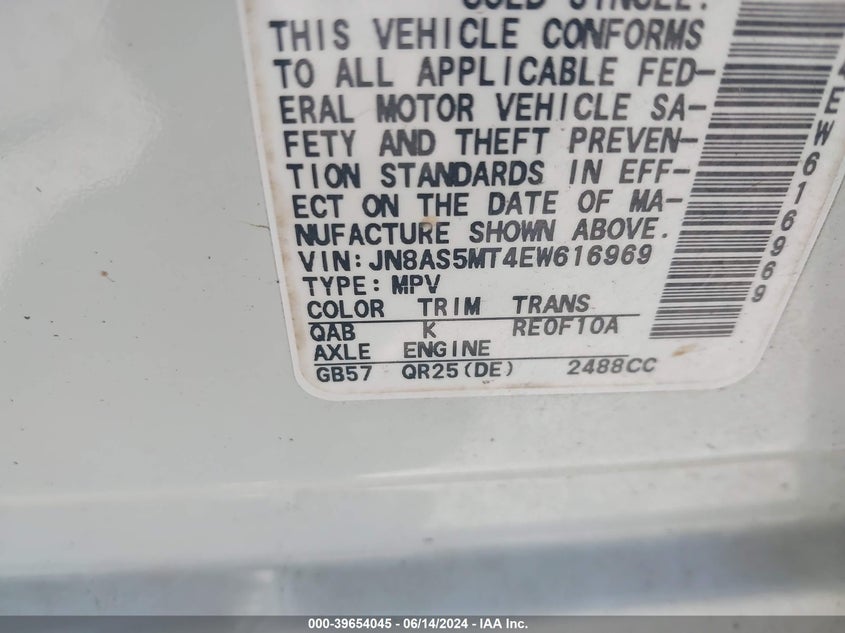 COLD SINGLE.
THIS VEHICLE CONFORMS
TO ALL APPLICABLE FED-
ERAL MOTOR VEHICLE SA-
FETY AND THEFT PREVEN-
TION STANDARDS IN EFF-
ECT ON THE DATE OF MA-
NUFACTURE SHOWN ABOVE.
VIN:JN8AS5MT4EW616969
TYPE:MPV
COLOR TRIM TRANS
QAB K RE0F10A
AXLE ENGINE
GB57 QR25(DE) 2488CC
4EW616969
000-39654045 - 06/14/2024 - IAA Inc.